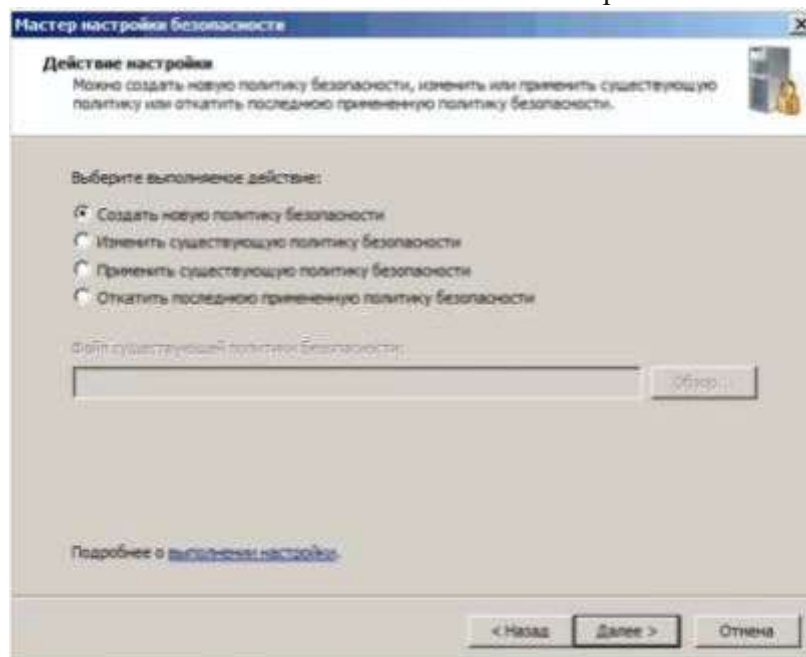 Мастер настройки безопасности
Действие настройки
Можно создать новую политику безопасности, изменить или применить существующую
политику или откатить последнюю примененную политику безопасности.
Выберите выполняемое действие:
Создать новую политику безопасности
Изменить существующую политику безопасности
Применить существующую политику безопасности
Откатить последнюю примененную политику безопасности
Файл существующей политики безопасности:
Обзор...
Подробнее о выполнении настройки.
< Назад Далее > Отмена